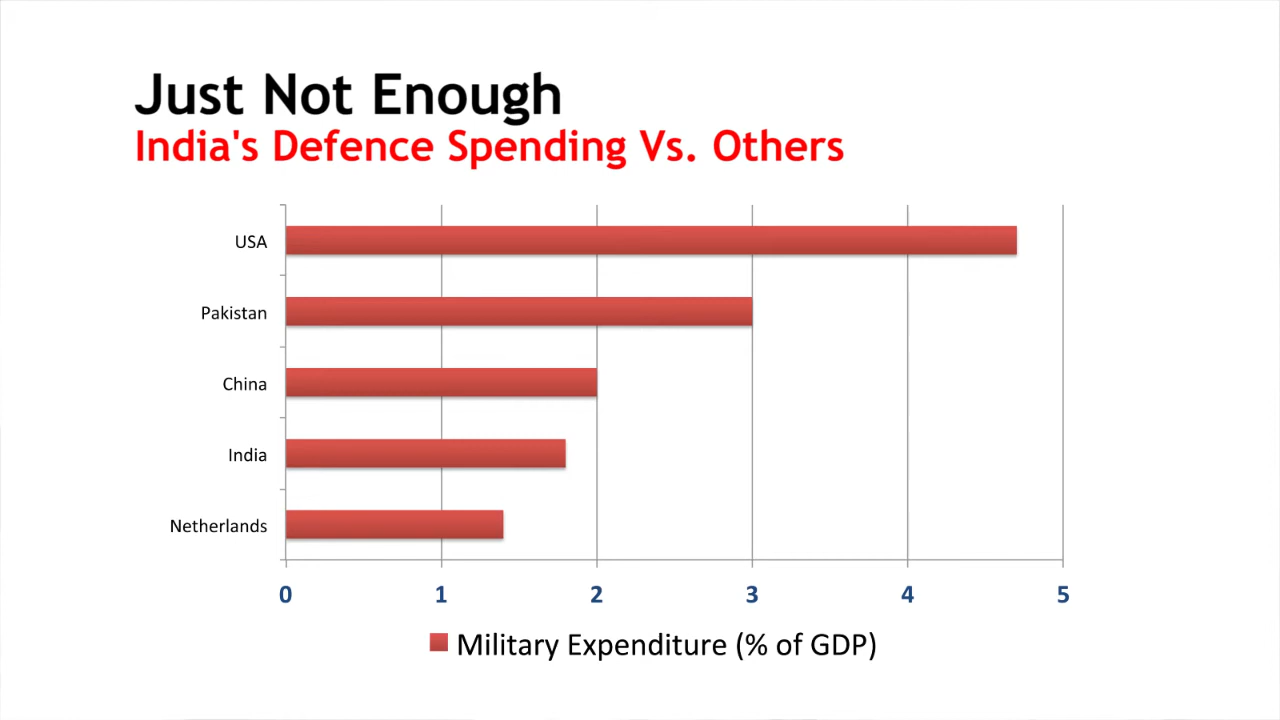 Just Not Enough
India's Defence Spending Vs. Others
USA
Pakistan
China
India
Netherlands
0 1 2 3 4 5
Military Expenditure (% of GDP)